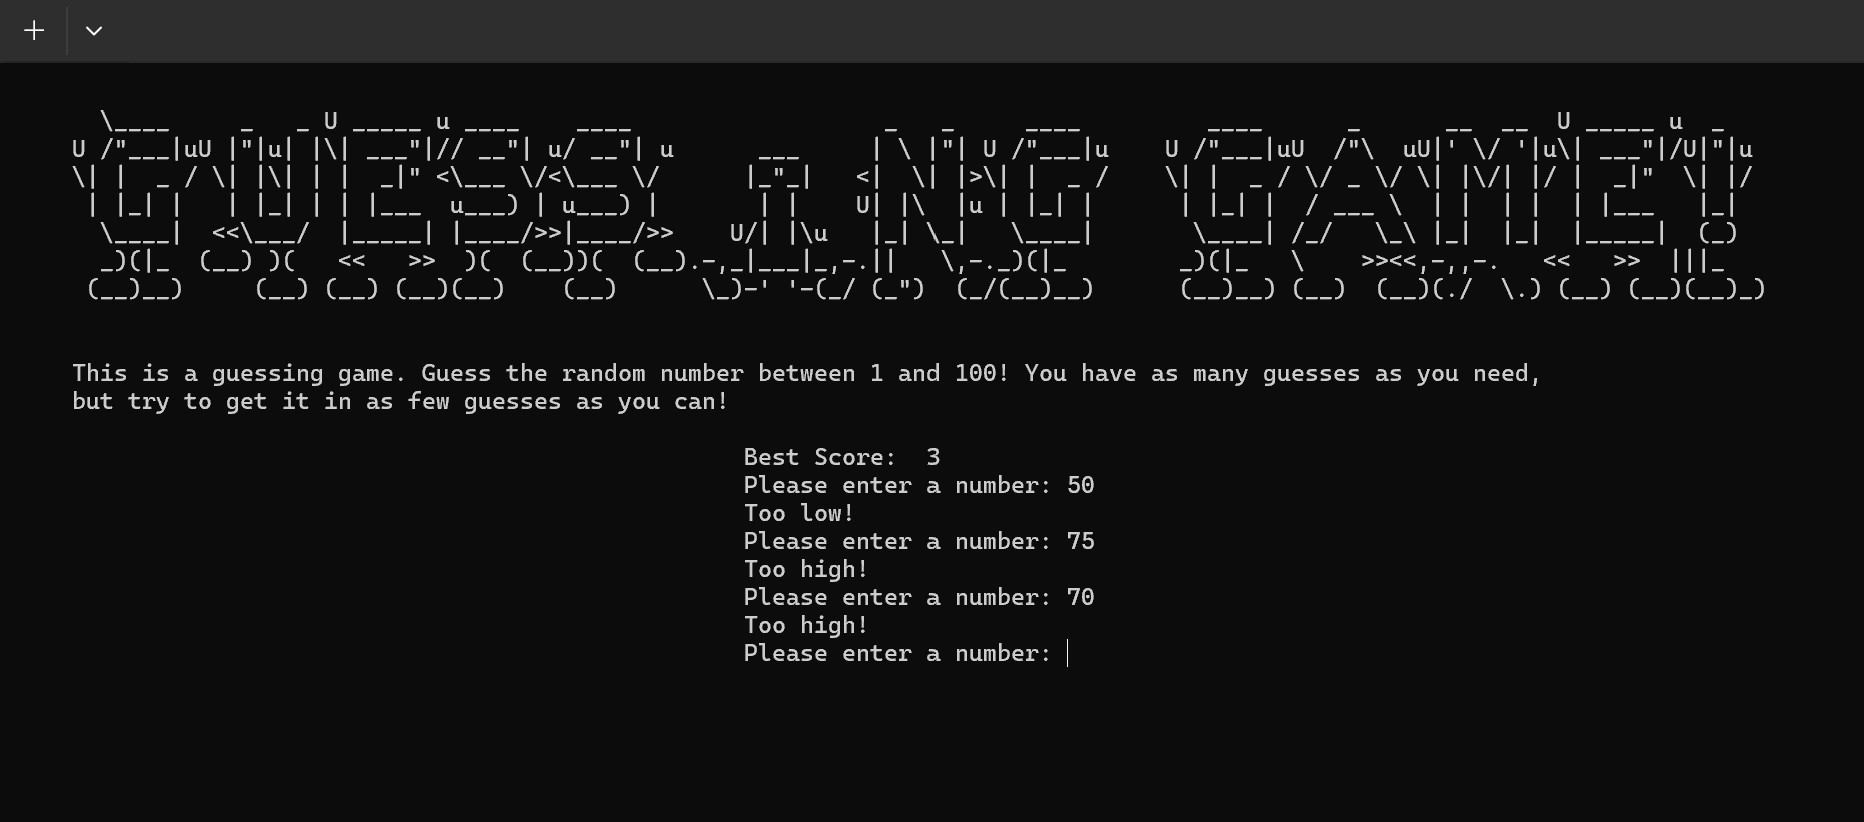 GUESSING GAME!
This is a guessing game. Guess the random number between 1 and 100! You have as many guesses as you need,
but try to get it in as few guesses as you can!
Best Score:  3
Please enter a number: 50
Too low!
Please enter a number: 75
Too high!
Please enter a number: 70
Too high!
Please enter a number: